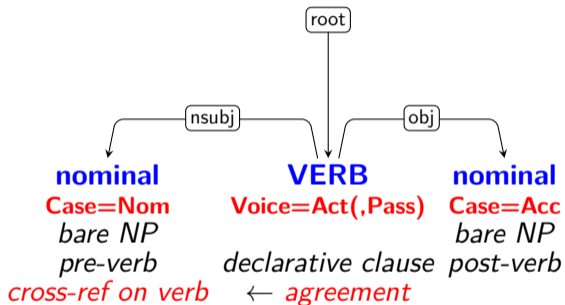 root
nsubj obj
nominal VERB nominal
Case=Nom Voice=Act(,Pass) Case=Acc
bare NP bare NP
pre-verb declarative clause post-verb
cross-ref on verb ← agreement